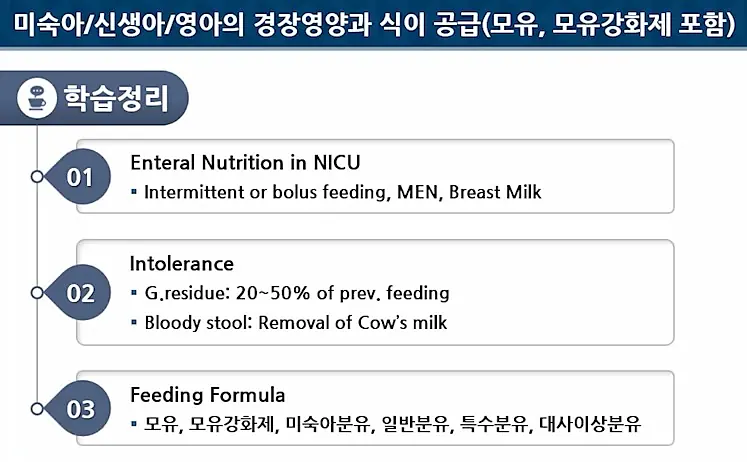 미숙아/신생아/영아의 경장영양과 식이 공급(모유, 모유강화제 포함)
학습정리
01
Enteral Nutrition in NICU
▪ Intermittent or bolus feeding, MEN, Breast Milk
02
Intolerance
▪ G.residue: 20~50% of prev. feeding
▪ Bloody stool: Removal of Cow's milk
03
Feeding Formula
▪ 모유, 모유강화제, 미숙아분유, 일반분유, 특수분유, 대사이상분유